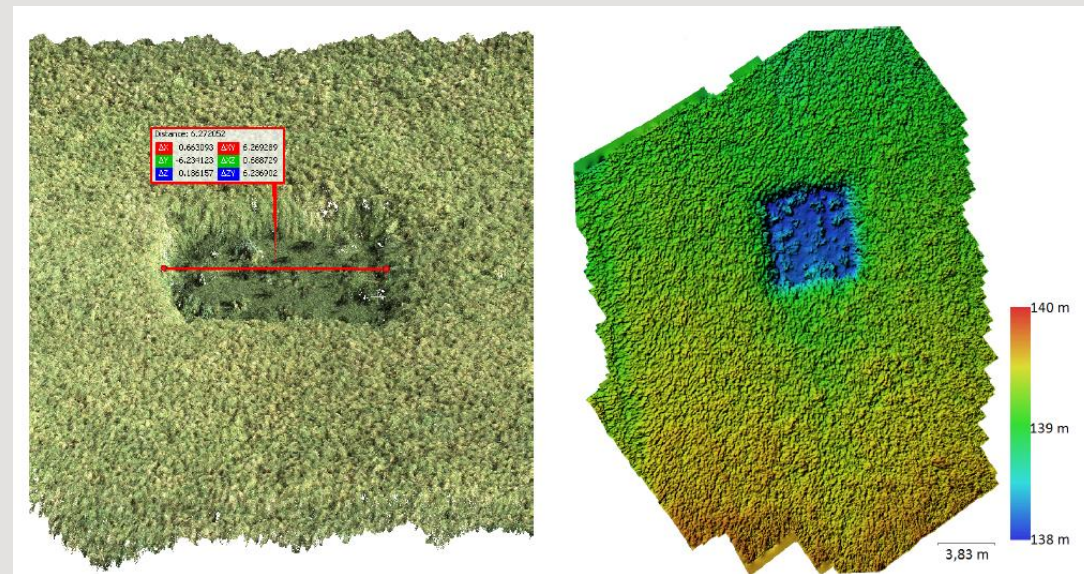 Distance: 6.272052
ΔX 0.663093 ΔXY 6.269289
ΔY -6.234123 ΔXZ 0.688729
ΔZ 0.186157 ΔZY 6.236902
140 m
139 m
138 m
3,83 m